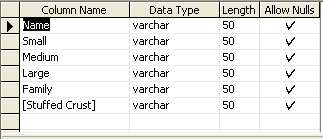 Column Name Data Type Length Allow Nulls
Name varchar 50
Small varchar 50
Medium varchar 50
Large varchar 50
Family varchar 50
[Stuffed Crust] varchar 50